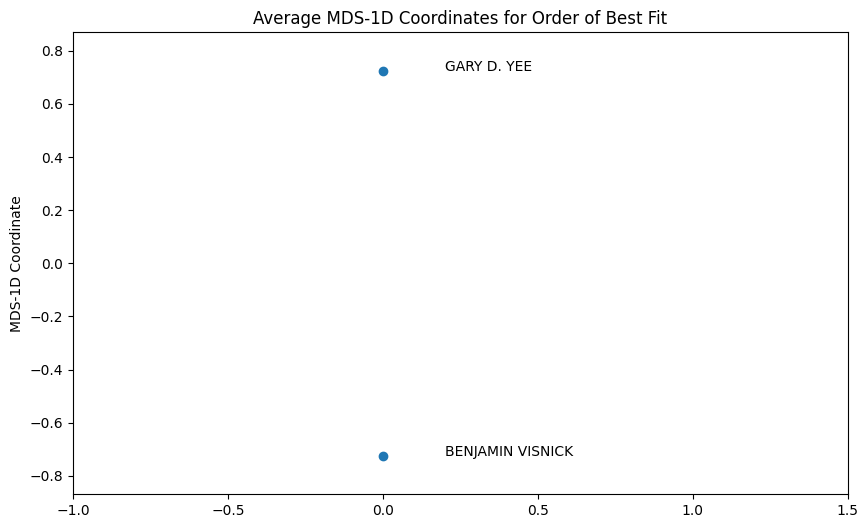 Average MDS-1D Coordinates for Order of Best Fit
0.8
GARY D. YEE
0.6
0.4
0.2
MDS-1D Coordinate
0.0
−0.2
−0.4
−0.6
BENJAMIN VISNICK
−0.8
−1.0 −0.5 0.0 0.5 1.0 1.5